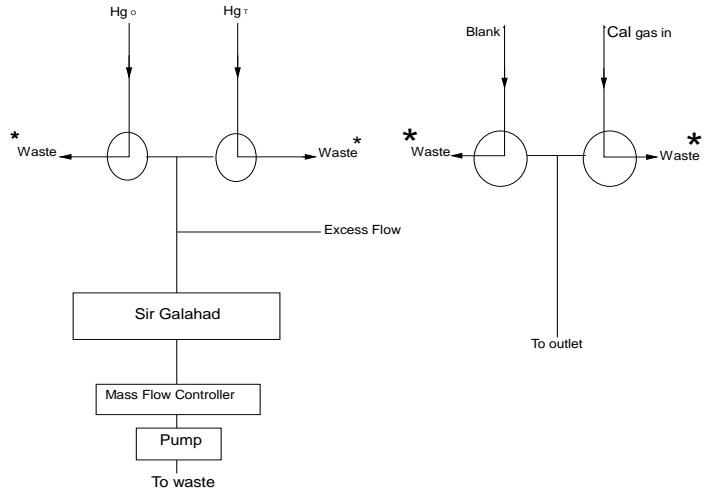 Hg O
Hg T
Blank
Cal gas in
* Waste
Waste *
* Waste
Waste *
Excess Flow
Sir Galahad
To outlet
Mass Flow Controller
Pump
To waste